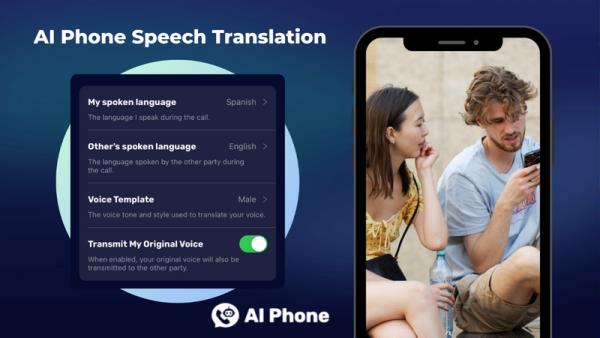 AI Phone Speech Translation
My spoken language
Spanish >
The language I speak during the call.
Other's spoken language
English >
The language spoken by the other party during
the call.
Voice Template
Male >
The voice tone and style used to translate your voice.
Transmit My Original Voice
When enabled, your original voice will also be
transmitted to the other party.
AI Phone